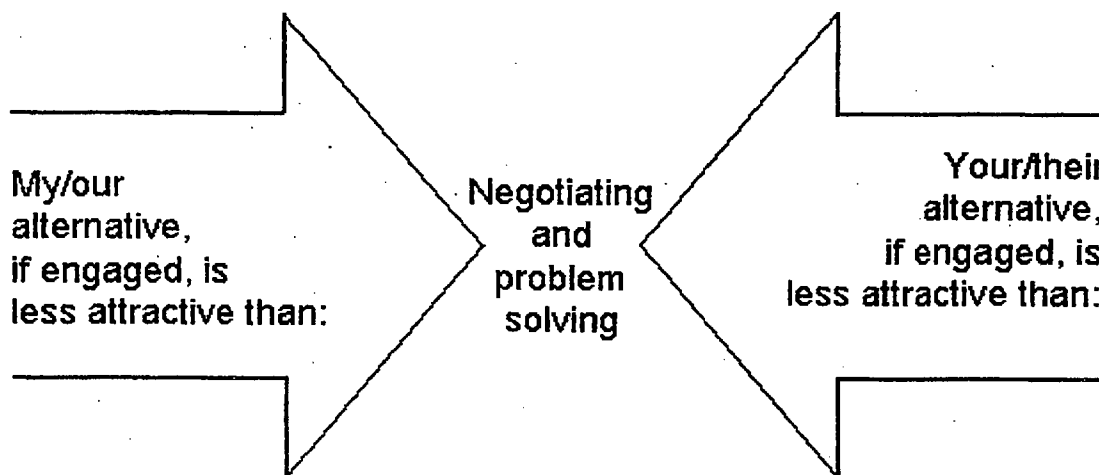 My/our
alternative,
if engaged, is
less attractive than:
Negotiating
and
problem
solving
Your/their
alternative,
if engaged, is
less attractive than: